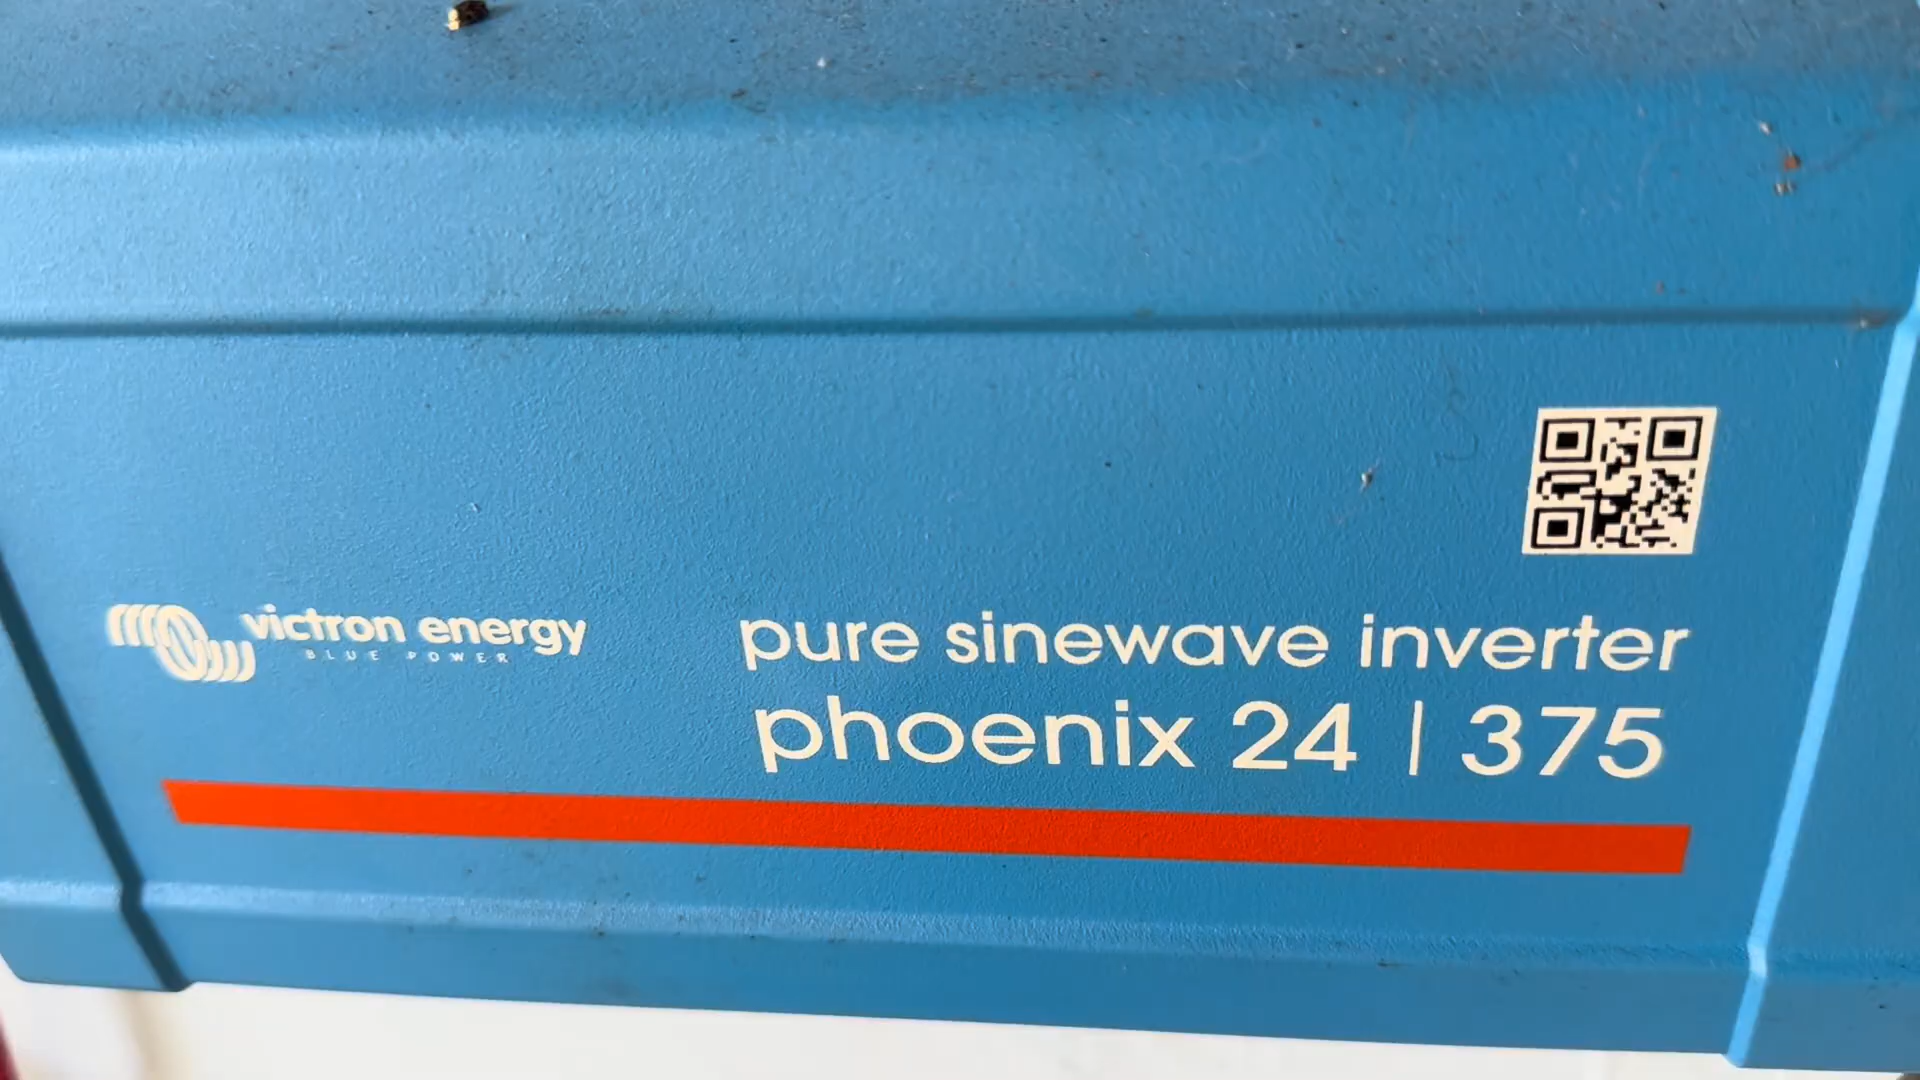 victron energy
BLUE POWER
pure sinewave inverter
phoenix 24 | 375